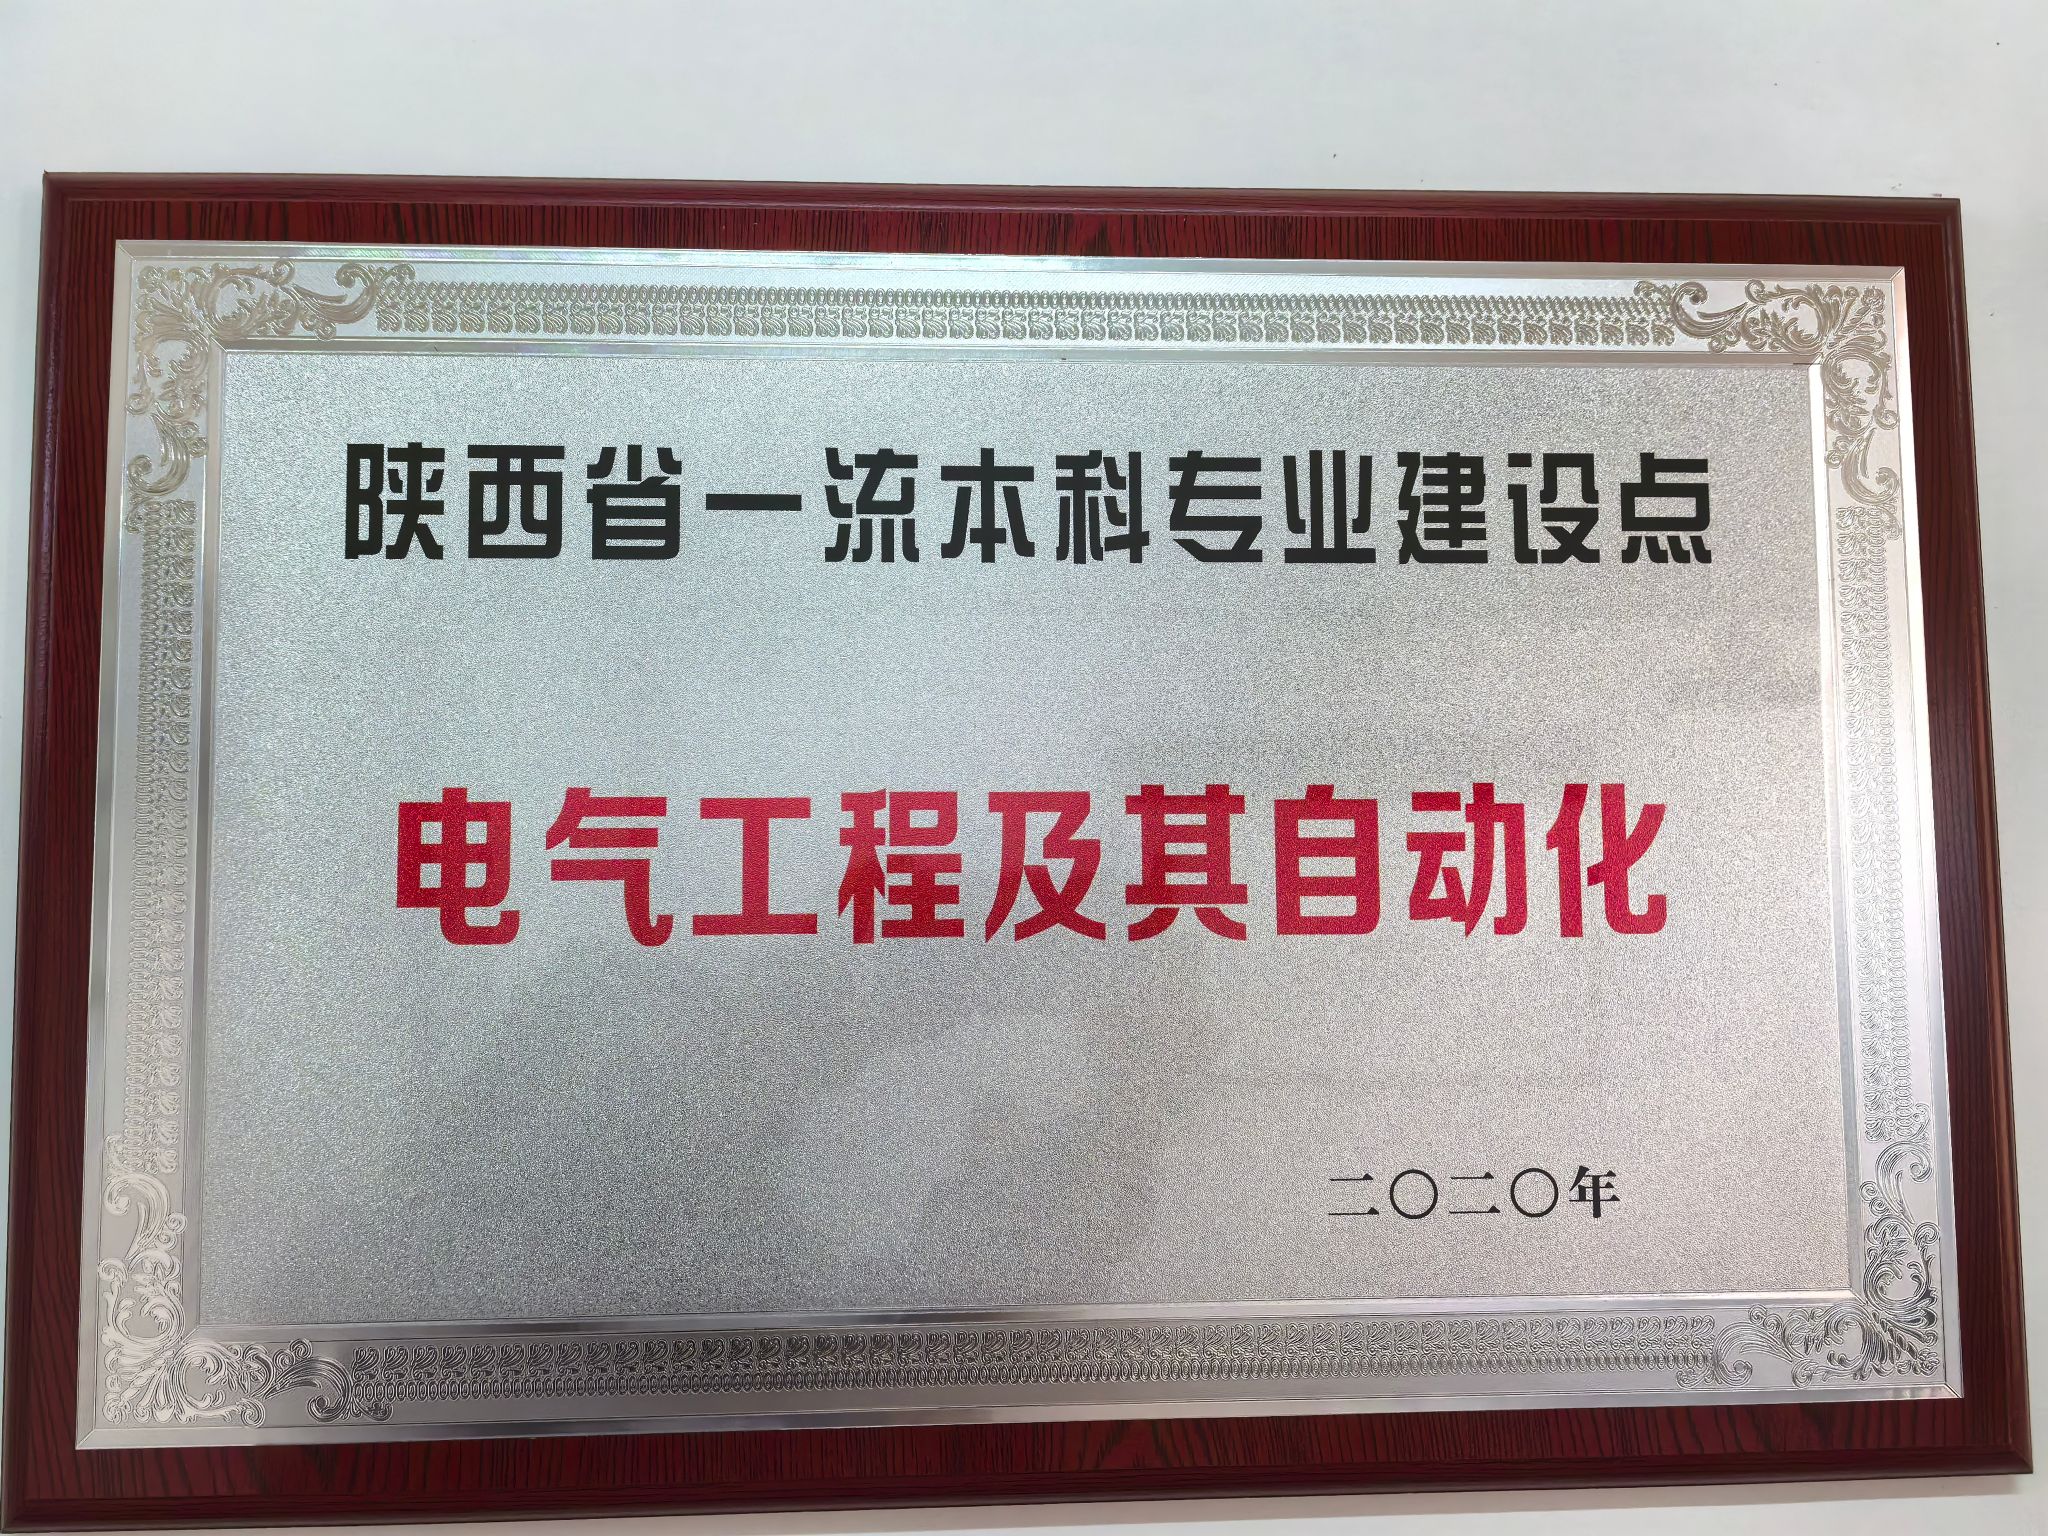 陕西省一流本科专业建设点
电气工程及其自动化
二〇二〇年